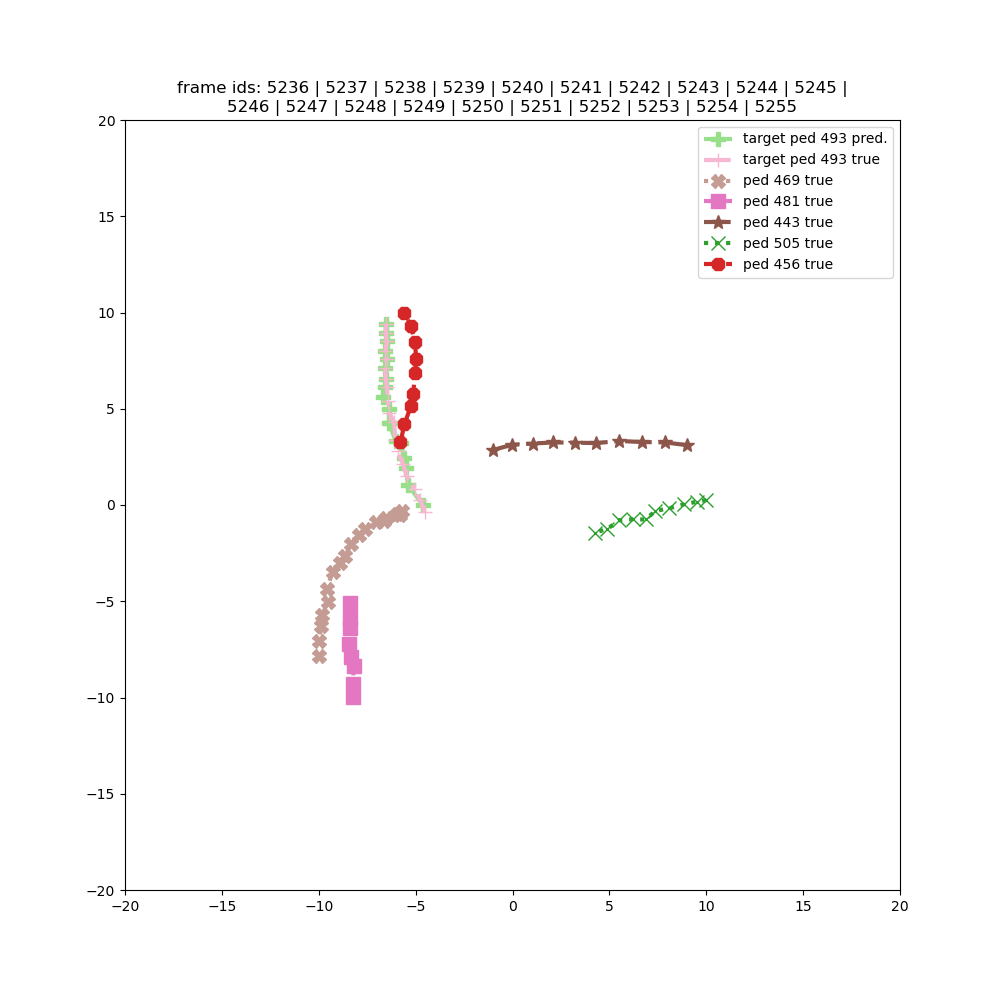 frame ids: 5236 | 5237 | 5238 | 5239 | 5240 | 5241 | 5242 | 5243 | 5244 | 5245 |
5246 | 5247 | 5248 | 5249 | 5250 | 5251 | 5252 | 5253 | 5254 | 5255
target ped 493 pred.
target ped 493 true
ped 469 true
ped 481 true
ped 443 true
ped 505 true
ped 456 true
20
15
10
5
0
−5
−10
−15
−20
−20 −15 −10 −5 0 5 10 15 20